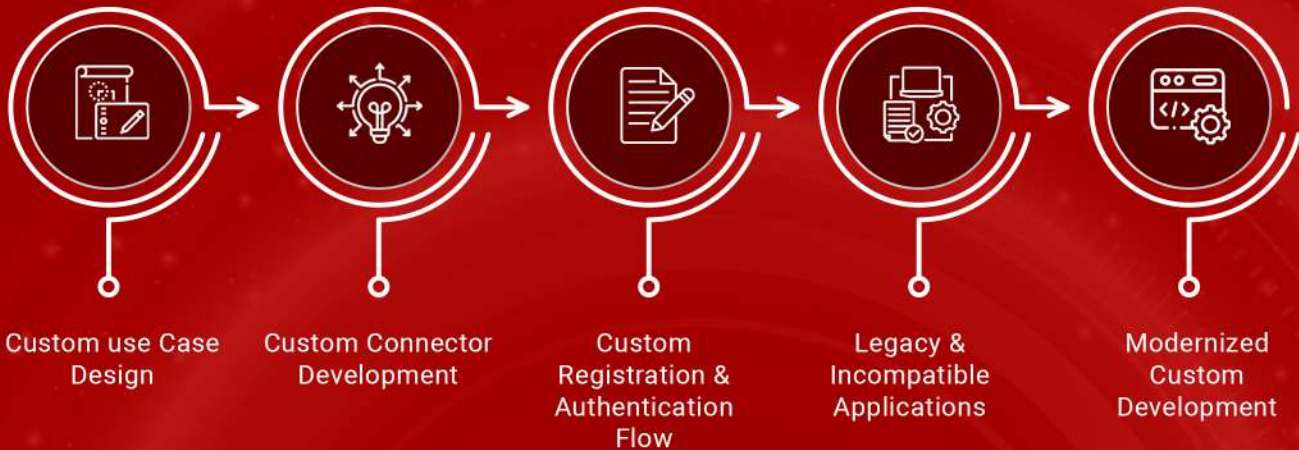 Custom use Case
Design
Custom Connector
Development
Custom
Registration &
Authentication
Flow
Legacy &
Incompatible
Applications
Modernized
Custom
Development